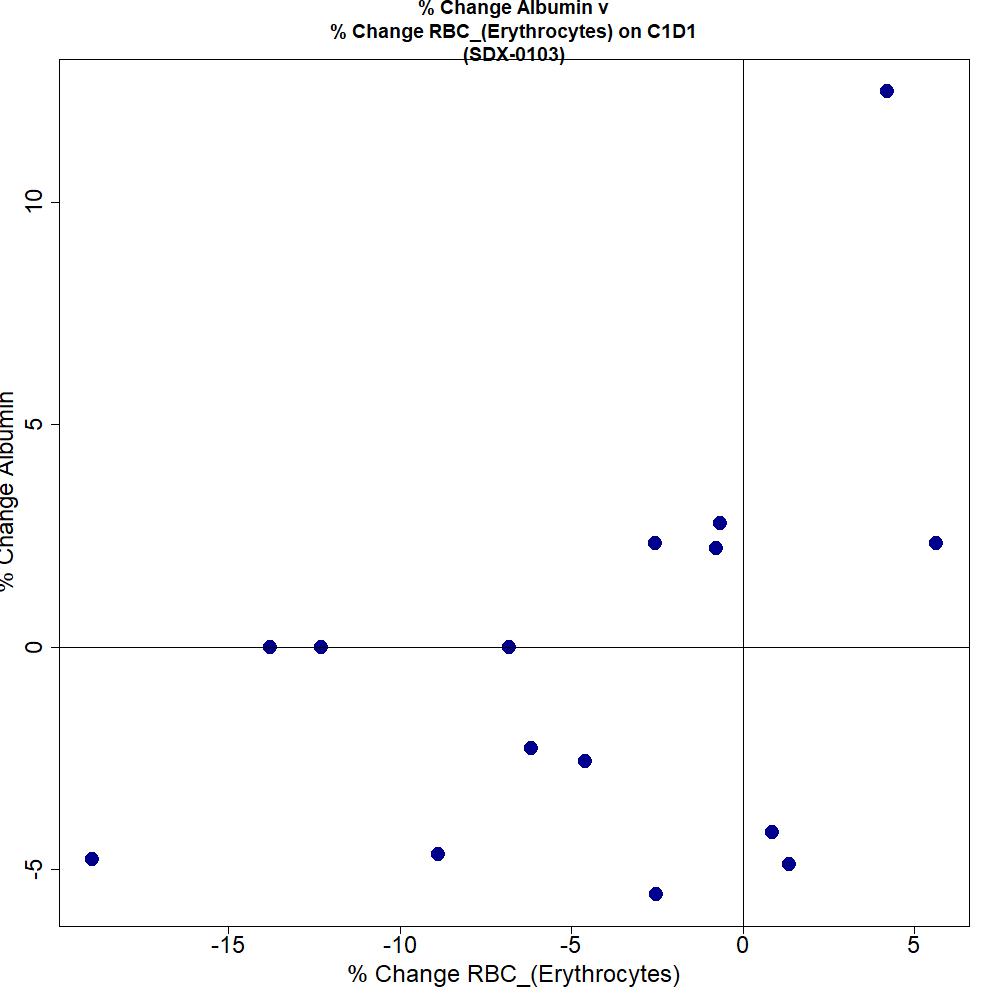 % Change Albumin v
% Change RBC_(Erythrocytes) on C1D1
(SDX-0103)
10
5
0
-5
% Change Albumin
-15
-10
-5
0
5
% Change RBC_(Erythrocytes)